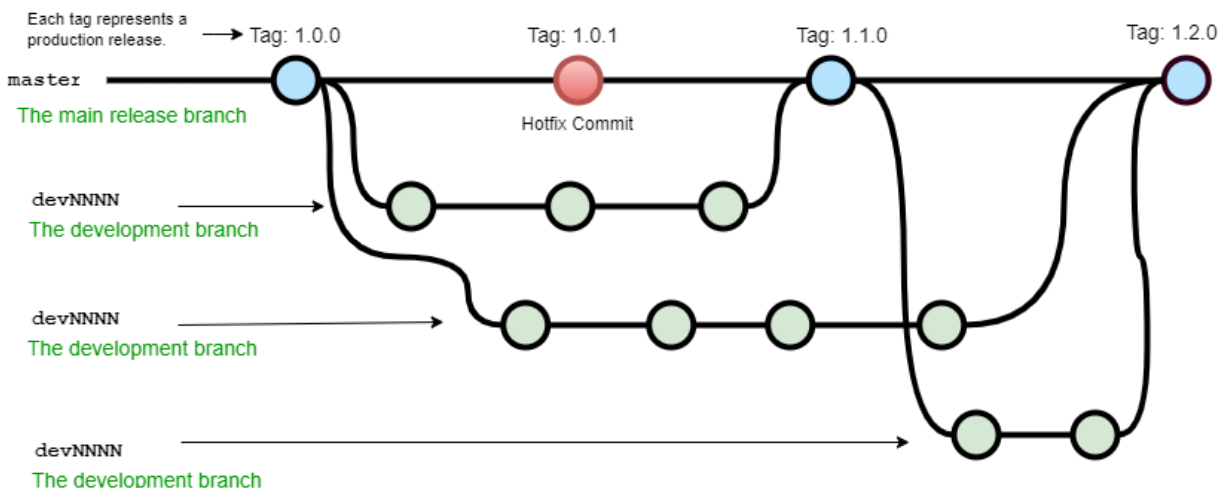 Each tag represents a
production release.
Tag: 1.0.0
Tag: 1.0.1
Tag: 1.1.0
Tag: 1.2.0
master
The main release branch
Hotfix Commit
devNNNN
The development branch
devNNNN
The development branch
devNNNN
The development branch